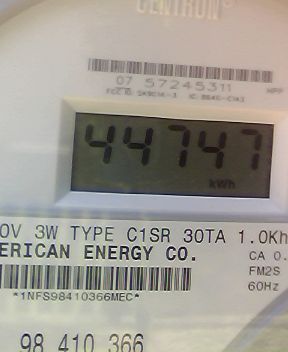 CENTRON®
07 57245311
44747
kWh
0V 3W TYPE C1SR 30TA 1.0Kh
ERICAN ENERGY CO.
CA 0.
FM2S
60Hz
*1NFS98410366MEC*
98 410 366